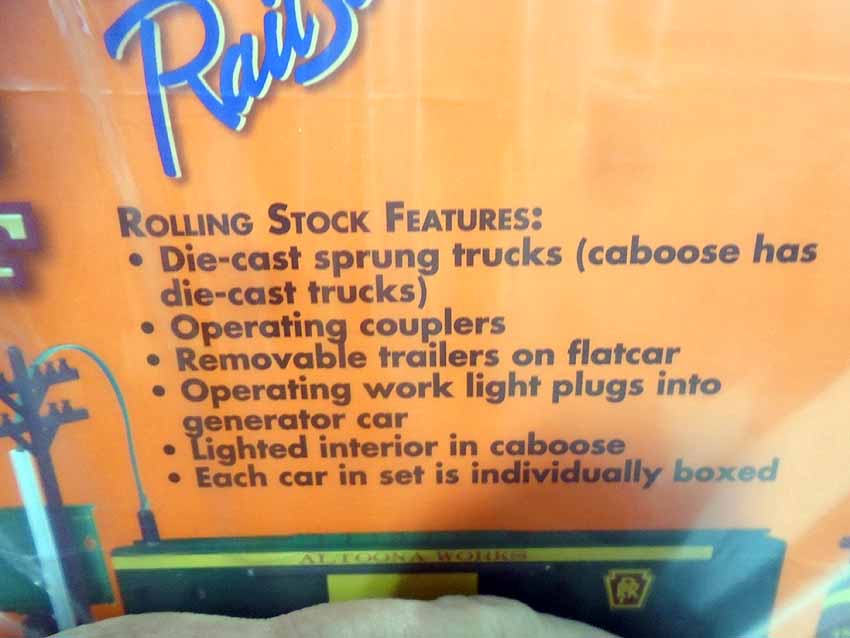 ROLLING STOCK FEATURES:
• Die-cast sprung trucks (caboose has
die-cast trucks)
• Operating couplers
• Removable trailers on flatcar
• Operating work light plugs into
generator car
• Lighted interior in caboose
• Each car in set is individually boxed
ALTOONA WORKS